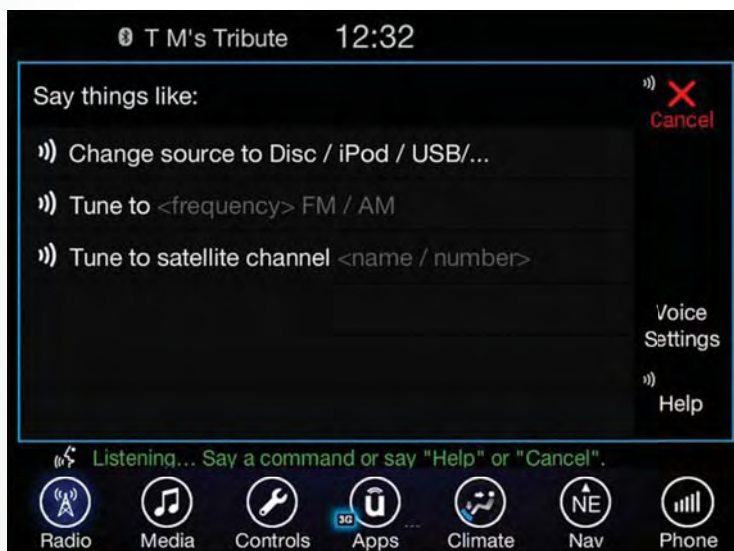 T M's Tribute 12:32
Say things like:
Cancel
Change source to Disc / iPod / USB/...
Tune to <frequency> FM / AM
Tune to satellite channel <name / number>
Voice
Settings
Help
Listening... Say a command or say "Help" or "Cancel".
3G
û
...
NE
Radio Media Controls Apps Climate Nav Phone